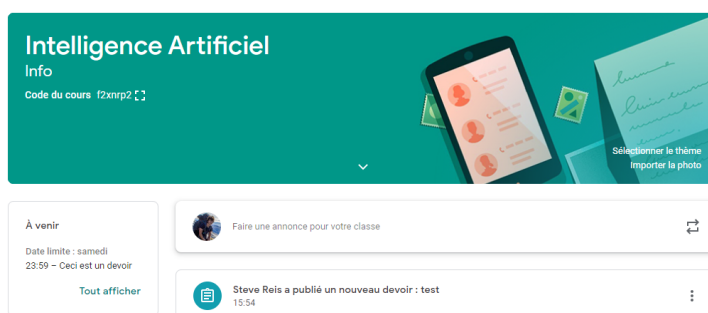 Intelligence Artificiel
Info
Code du cours f2xnrp2
Sélectionner le thème
Importer la photo
À venir
Date limite : samedi
23:59 – Ceci est un devoir
Tout afficher
Faire une annonce pour votre classe
Steve Reis a publié un nouveau devoir : test
15:54